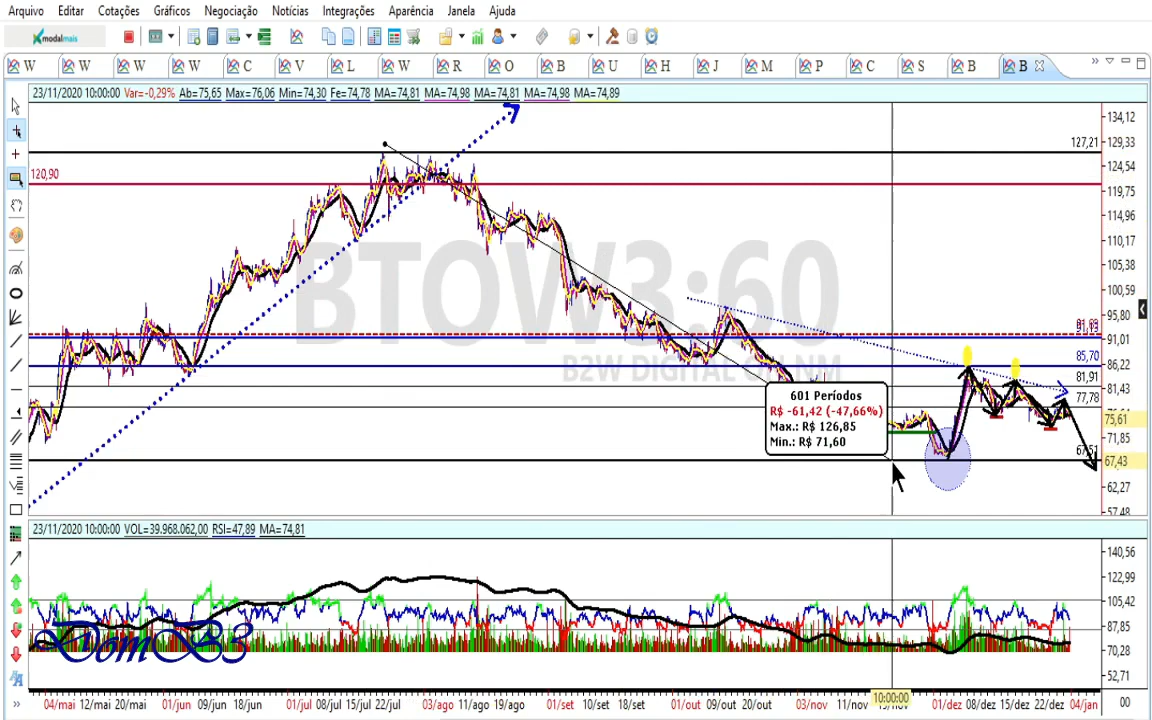 Arquivo Editar Cotações Gráficos Negociação Notícias Integrações Aparência Janela Ajuda
modalmais
W W W W C V L W R O B U H J M P C S B B
23/11/2020 10:00:00 Var=-0,29% Ab=75,65 Max=76,06 Min=74,30 Fe=74,78 MA=74,81 MA=74,98 MA=74,81 MA=74,98 MA=74,89
134,12
127,21
129,33
124,54
120,90
119,75
114,96
110,17
105,38
100,59
95,80
91,13
91,01
85,70
86,22
81,91
81,43
77,78
75,61
71,85
67,51
67,43
62,27
57,48
BTOW3:60
B2W DIGITAL ON NM
601 Períodos
R$ -61,42 (-47,66%)
Max.: R$ 126,85
Min.: R$ 71,60
23/11/2020 10:00:00 VOL=39.968.062,00 RSI=47,89 MA=74,81
140,56
122,99
105,42
87,85
70,28
52,71
DomB3
10:00:00
04/mai 12/mai 20/mai 01/jun 09/jun 18/jun 01/jul 08/jul 15/jul 22/jul 03/ago 11/ago 19/ago 01/set 10/set 18/set 01/out 09/out 20/out 03/nov 11/nov 01/dez 08/dez 15/dez 22/dez 04/jan 00